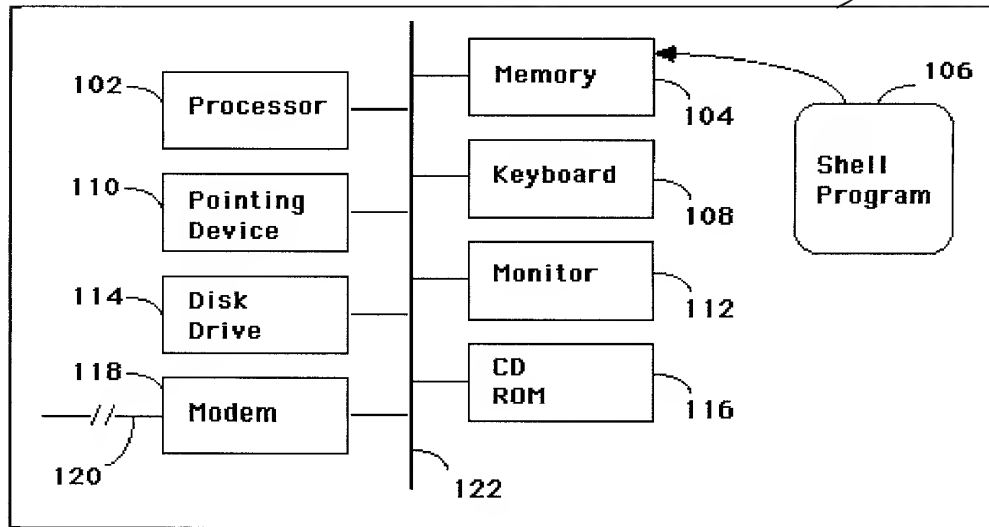 102
Processor
Memory
104
106
Shell
Program
110
Pointing
Device
Keyboard
108
114
Disk
Drive
Monitor
112
118
Modem
CD
ROM
116
120
122